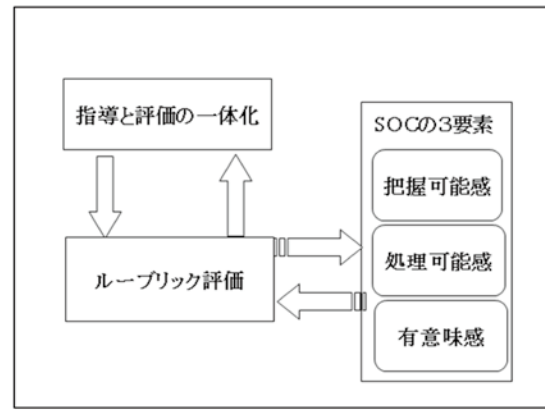 指導と評価の一体化
SOCの3要素
把握可能感
ルーブリック評価
処理可能感
有意味感